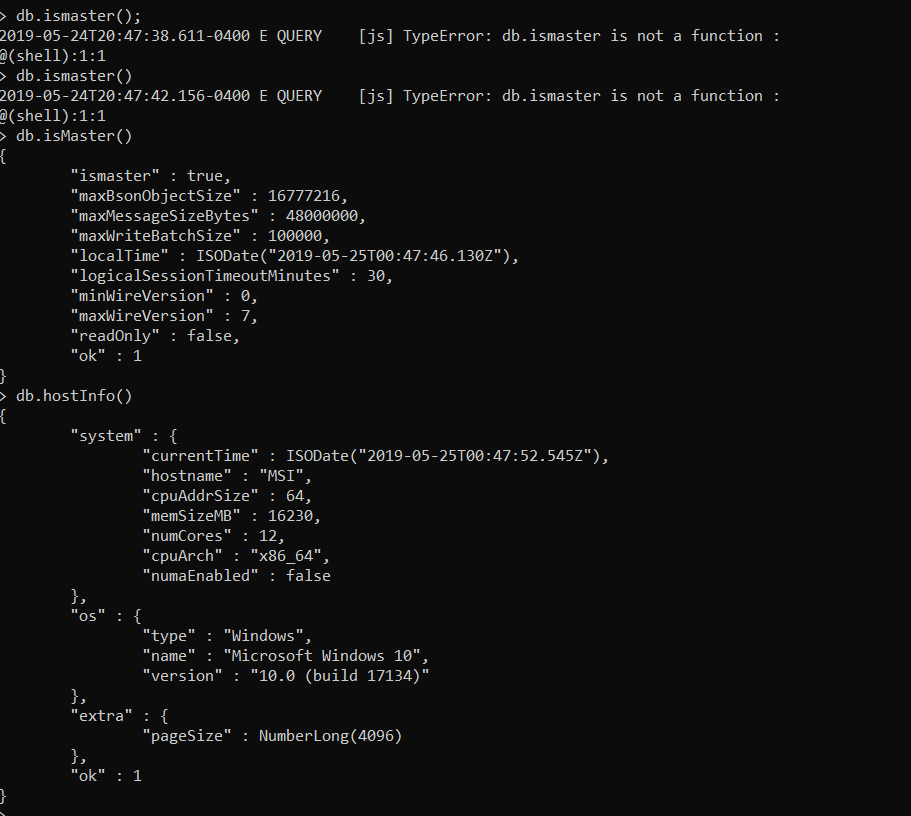 > db.ismaster();
2019-05-24T20:47:38.611-0400 E QUERY    [js] TypeError: db.ismaster is not a function :
@(shell):1:1
> db.ismaster()
2019-05-24T20:47:42.156-0400 E QUERY    [js] TypeError: db.ismaster is not a function :
@(shell):1:1
> db.isMaster()
{
        "ismaster" : true,
        "maxBsonObjectSize" : 16777216,
        "maxMessageSizeBytes" : 48000000,
        "maxWriteBatchSize" : 100000,
        "localTime" : ISODate("2019-05-25T00:47:46.130Z"),
        "logicalSessionTimeoutMinutes" : 30,
        "minWireVersion" : 0,
        "maxWireVersion" : 7,
        "readOnly" : false,
        "ok" : 1
}
> db.hostInfo()
{
        "system" : {
                "currentTime" : ISODate("2019-05-25T00:47:52.545Z"),
                "hostname" : "MSI",
                "cpuAddrSize" : 64,
                "memSizeMB" : 16230,
                "numCores" : 12,
                "cpuArch" : "x86_64",
                "numaEnabled" : false
        },
        "os" : {
                "type" : "Windows",
                "name" : "Microsoft Windows 10",
                "version" : "10.0 (build 17134)"
        },
        "extra" : {
                "pageSize" : NumberLong(4096)
        },
        "ok" : 1
}
>